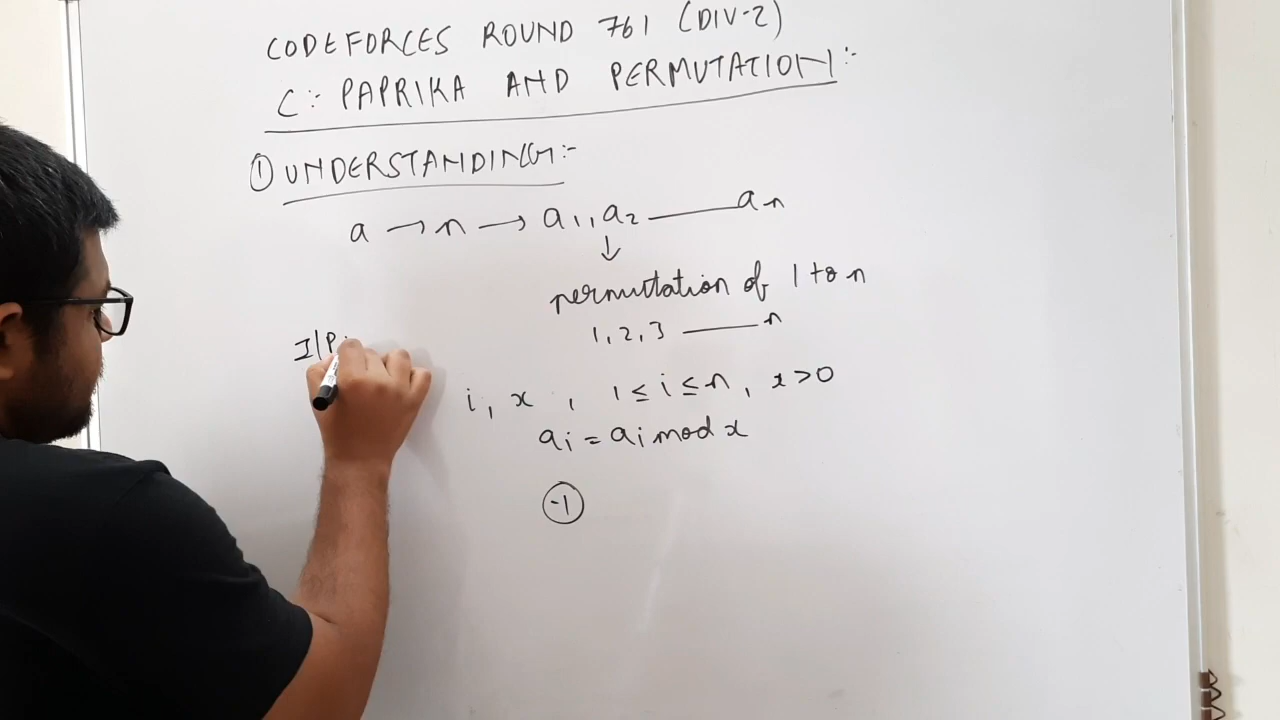 CODEFORCES ROUND 761 (DIV-2)
C:- PAPRIKA AND PERMUTATION:-
① UNDERSTANDING:-
a → n → a1, a2 —— an
↓
permutation of 1 to n
1, 2, 3 —— n
I/P:
i, x , 1 ≤ i ≤ n, x > 0
ai = ai mod x
-1